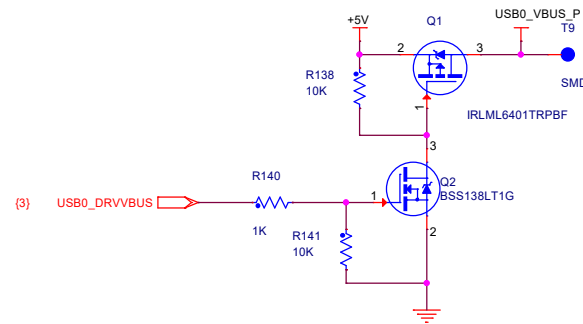 +5V
Q1
USB0_VBUS_P
T9
2
3
R138
10K
SMD
1
IRLML6401TRPBF
3
R140
Q2
BSS138LT1G
{3}
USB0_DRVVBUS
1
1K
R141
10K
2